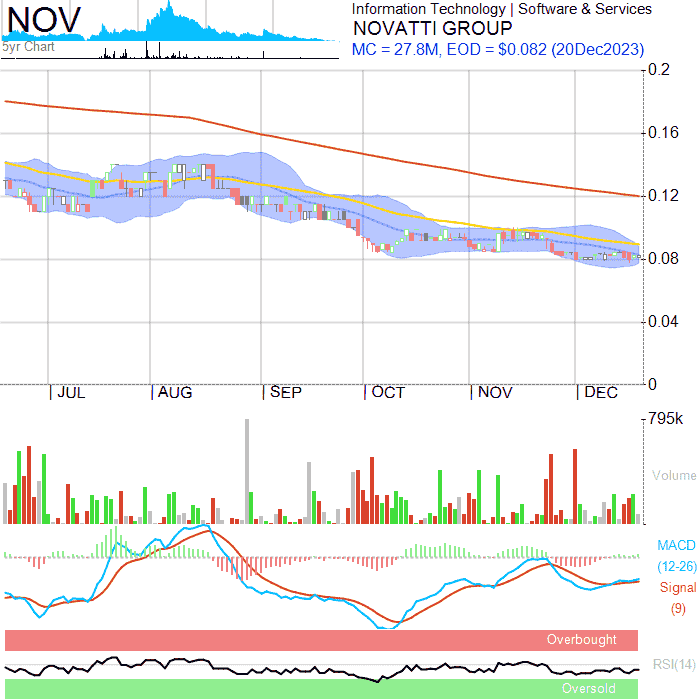 NOV
5yr Chart
Information Technology | Software & Services
NOVATTI GROUP
MC = 27.8M, EOD = $0.082 (20Dec2023)
0.2
0.16
0.12
0.08
0.04
0
JUL AUG SEP OCT NOV DEC
795k
Volume
MACD
(12-26)
Signal
(9)
Overbought
RSI(14)
Oversold